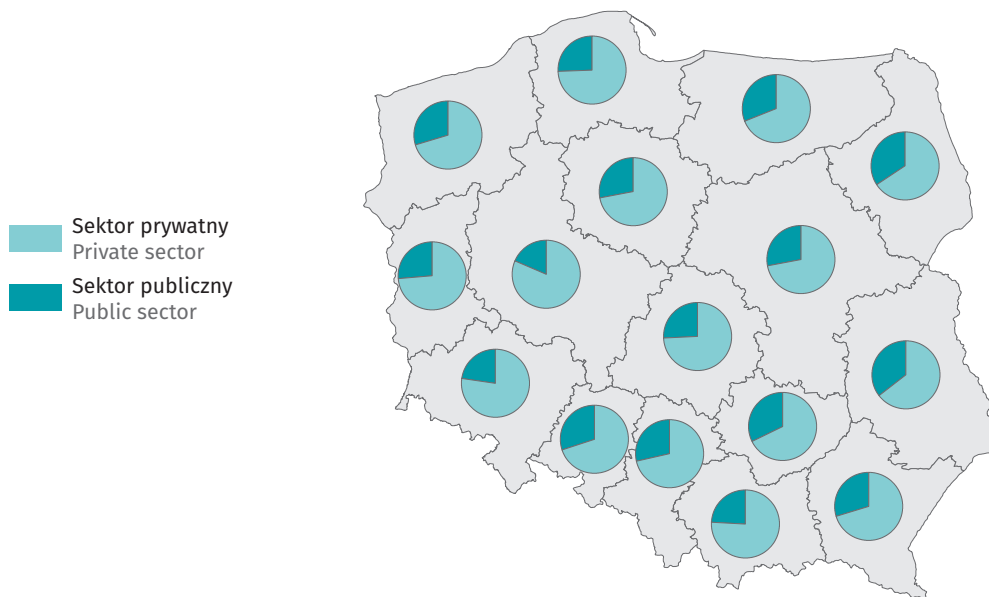 Sektor prywatny
Private sector
Sektor publiczny
Public sector